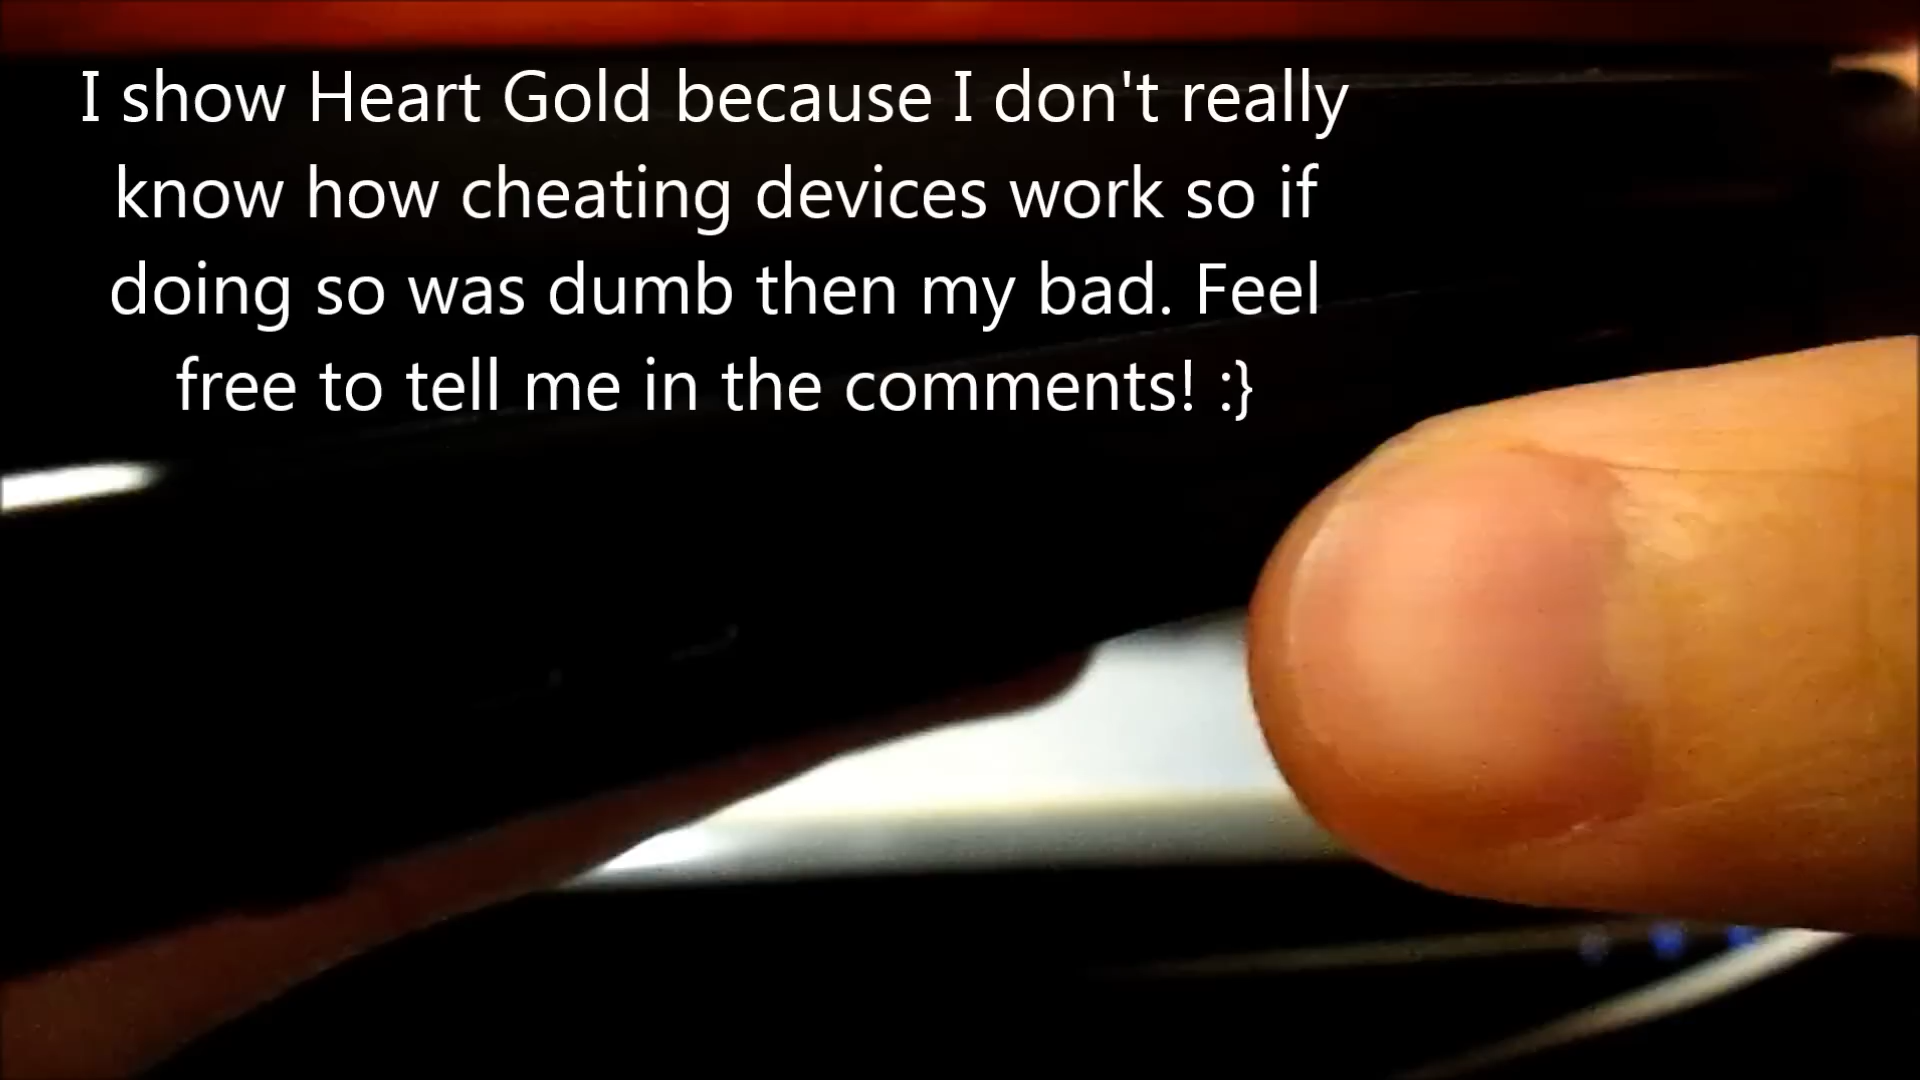 I show Heart Gold because I don't really
know how cheating devices work so if
doing so was dumb then my bad. Feel
free to tell me in the comments! :}